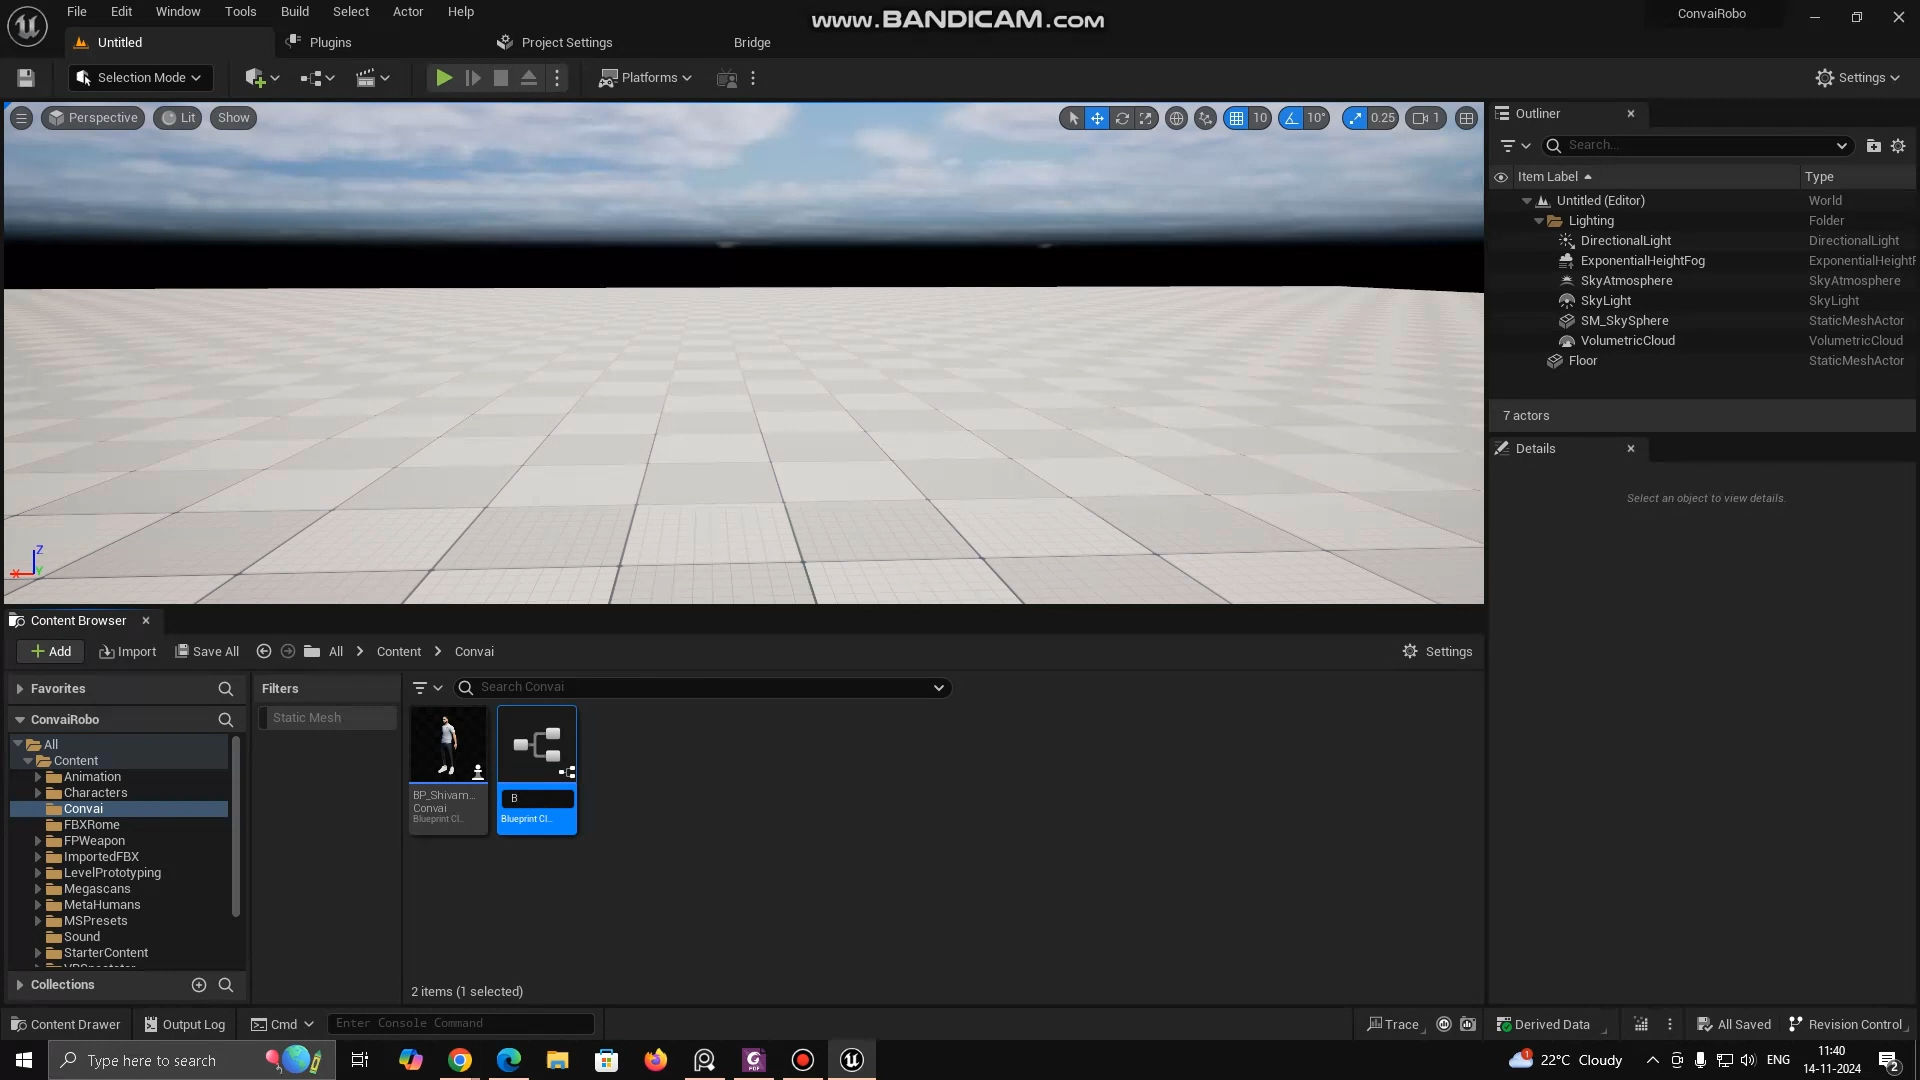 File Edit Window Tools Build Select Actor Help
www.BANDICAM.com
ConvaiRobo
Untitled
Plugins
Project Settings
Bridge
Selection Mode
Platforms
Settings
Perspective
Lit
Show
10
10°
0.25
1
Outliner
Search...
Item Label
Type
Untitled (Editor) World
Lighting Folder
DirectionalLight DirectionalLight
ExponentialHeightFog ExponentialHeightF
SkyAtmosphere SkyAtmosphere
SkyLight SkyLight
SM_SkySphere StaticMeshActor
VolumetricCloud VolumetricCloud
Floor StaticMeshActor
7 actors
Details
Select an object to view details.
Z
X
Y
Content Browser
Add
Import
Save All
All
Content
Convai
Settings
Favorites
ConvaiRobo
All
Content
Animation
Characters
Convai
FBXRome
FPWeapon
ImportedFBX
LevelPrototyping
Megascans
MetaHumans
MSPresets
Sound
StarterContent
Collections
Filters
Static Mesh
Search Convai
BP_Shivam...
Convai
Blueprint Cl..
B
Blueprint Cl...
2 items (1 selected)
Content Drawer
Output Log
Cmd
Enter Console Command
Trace
Derived Data
All Saved
Revision Control
Type here to search
22°C Cloudy
1
ENG
11:40
14-11-2024
2